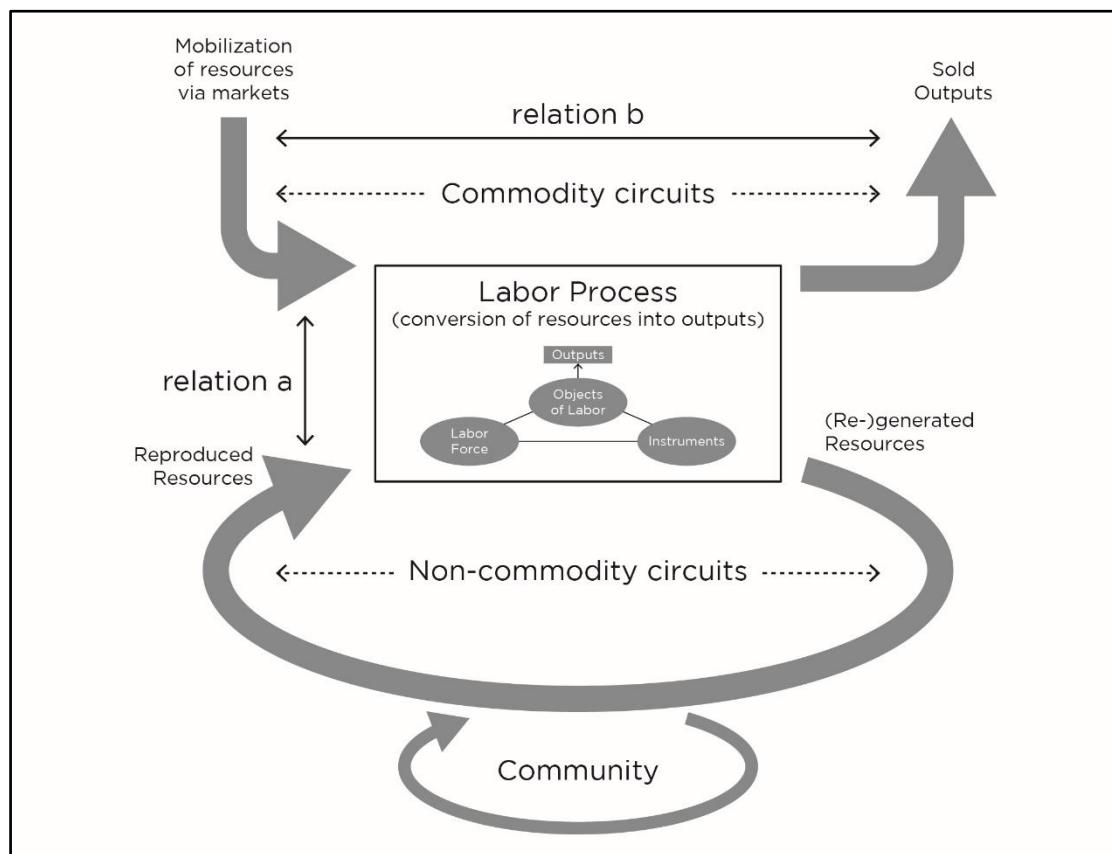 Mobilization
of resources
via markets
Sold
Outputs
relation b
Commodity circuits
Labor Process
(conversion of resources into outputs)
Outputs
Objects
of Labor
Labor
Force
Instruments
relation a
Reproduced
Resources
(Re-)generated
Resources
Non-commodity circuits
Community